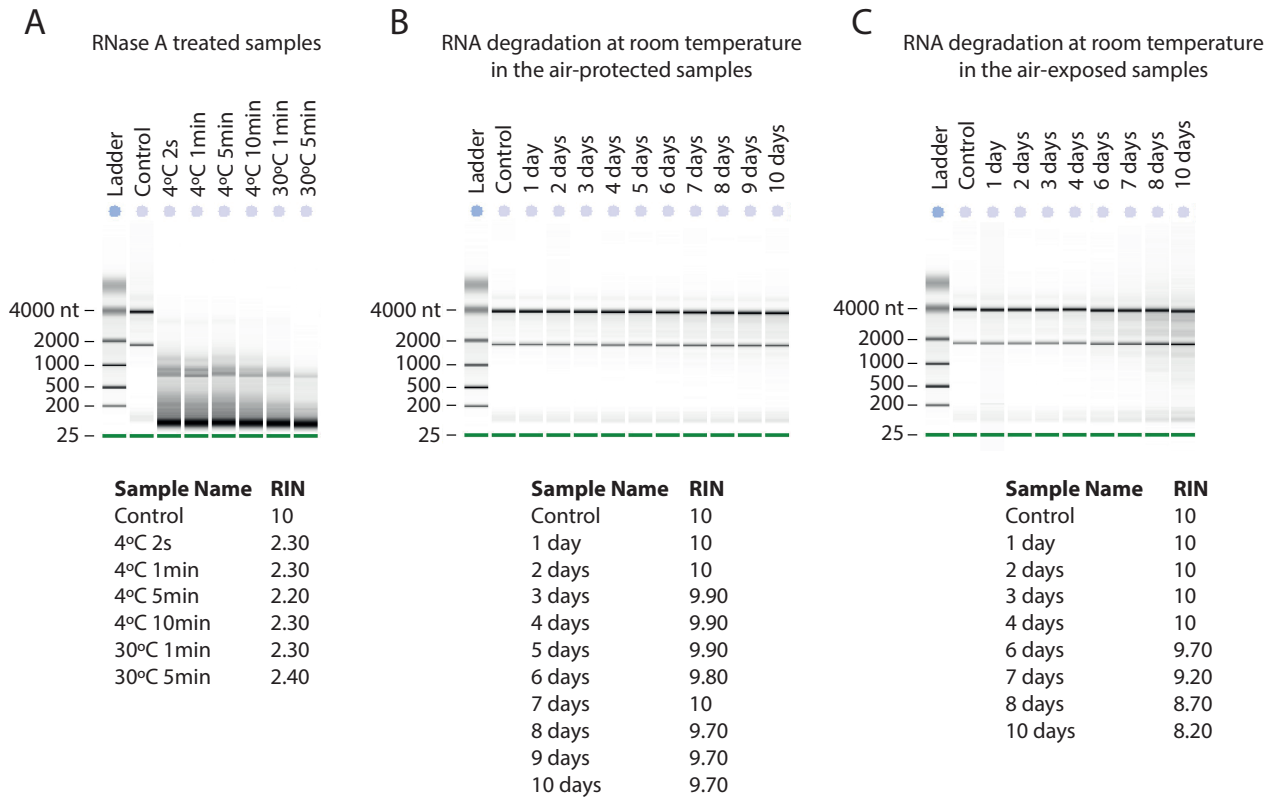 A
RNase A treated samples
Ladder
Control
4ºC 2s
4ºC 1min
4ºC 5min
4ºC 10min
30ºC 1min
30ºC 5min
4000 nt –
2000 –
1000 –
500 –
200 –
25 –
Sample Name RIN
Control 10
4ºC 2s 2.30
4ºC 1min 2.30
4ºC 5min 2.20
4ºC 10min 2.30
30ºC 1min 2.30
30ºC 5min 2.40
B
RNA degradation at room temperature
in the air-protected samples
Ladder
Control
1 day
2 days
3 days
4 days
5 days
6 days
7 days
8 days
9 days
10 days
4000 nt –
2000 –
1000 –
500 –
200 –
25 –
Sample Name RIN
Control 10
1 day 10
2 days 10
3 days 9.90
4 days 9.90
5 days 9.90
6 days 9.80
7 days 10
8 days 9.70
9 days 9.70
10 days 9.70
C
RNA degradation at room temperature
in the air-exposed samples
Ladder
Control
1 day
2 days
3 days
4 days
6 days
7 days
8 days
10 days
4000 nt –
2000 –
1000 –
500 –
200 –
25 –
Sample Name RIN
Control 10
1 day 10
2 days 10
3 days 10
4 days 10
6 days 9.70
7 days 9.20
8 days 8.70
10 days 8.20